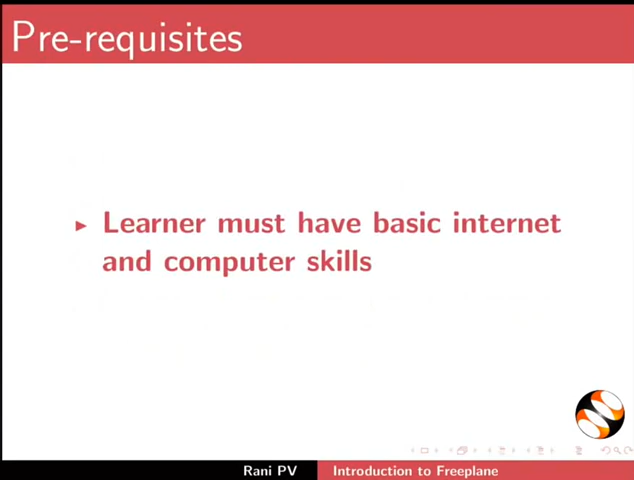 Pre-requisites
Learner must have basic internet
and computer skills
Rani PV
Introduction to Freeplane